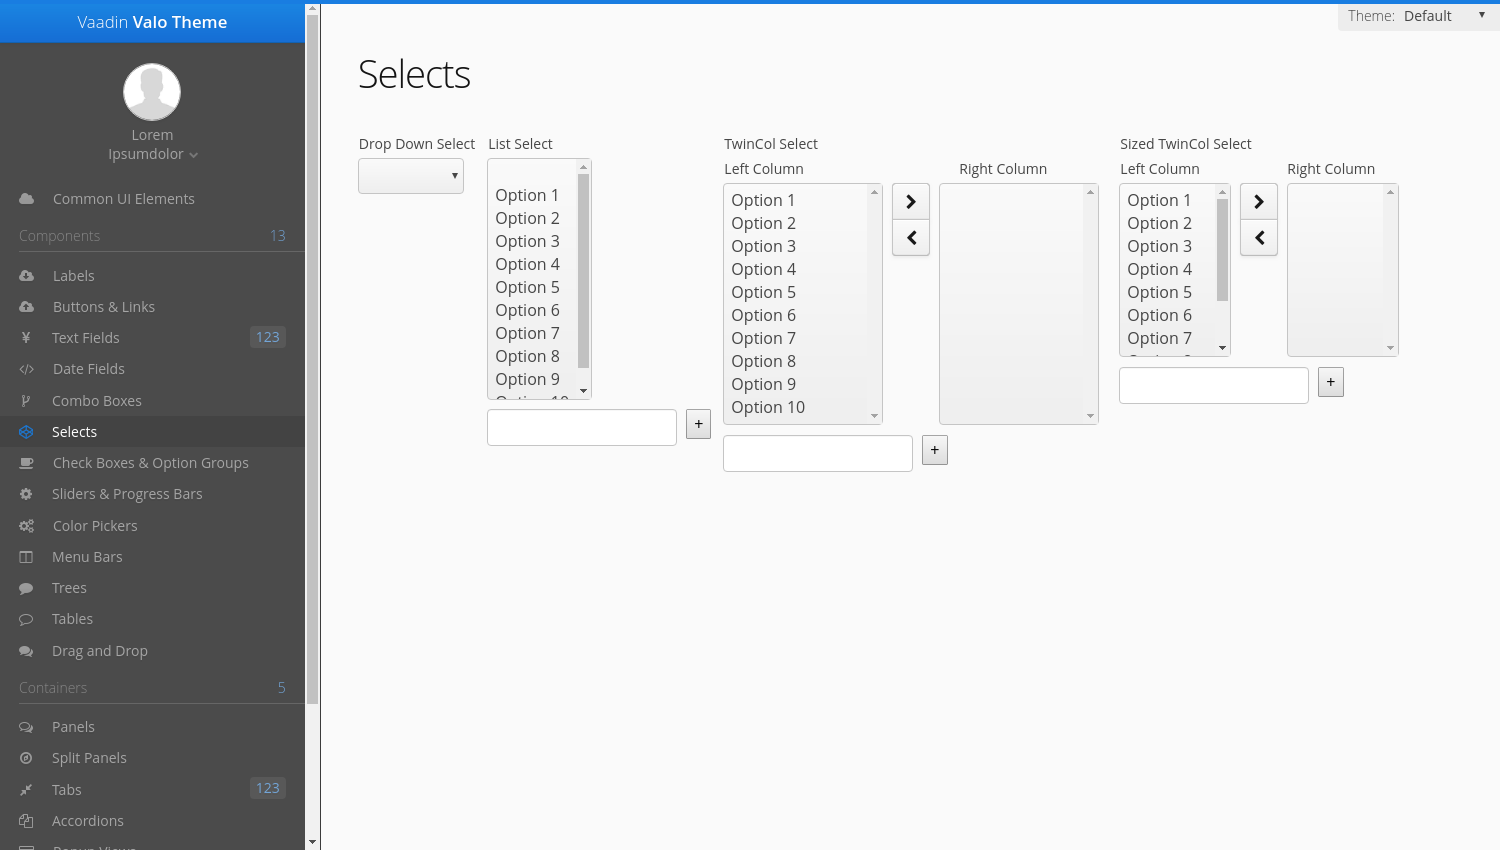 Vaadin Valo Theme
Lorem
Ipsumdolor
Common UI Elements
Components 13
Labels
Buttons & Links
Text Fields 123
Date Fields
Combo Boxes
Selects
Check Boxes & Option Groups
Sliders & Progress Bars
Color Pickers
Menu Bars
Trees
Tables
Drag and Drop
Containers 5
Panels
Split Panels
Tabs 123
Accordions
Popup Views
Theme: Default
Selects
Drop Down Select
List Select
Option 1
Option 2
Option 3
Option 4
Option 5
Option 6
Option 7
Option 8
Option 9
Option 10
+
TwinCol Select
Left Column
Right Column
Option 1
Option 2
Option 3
Option 4
Option 5
Option 6
Option 7
Option 8
Option 9
Option 10
+
Sized TwinCol Select
Left Column
Right Column
Option 1
Option 2
Option 3
Option 4
Option 5
Option 6
Option 7
+